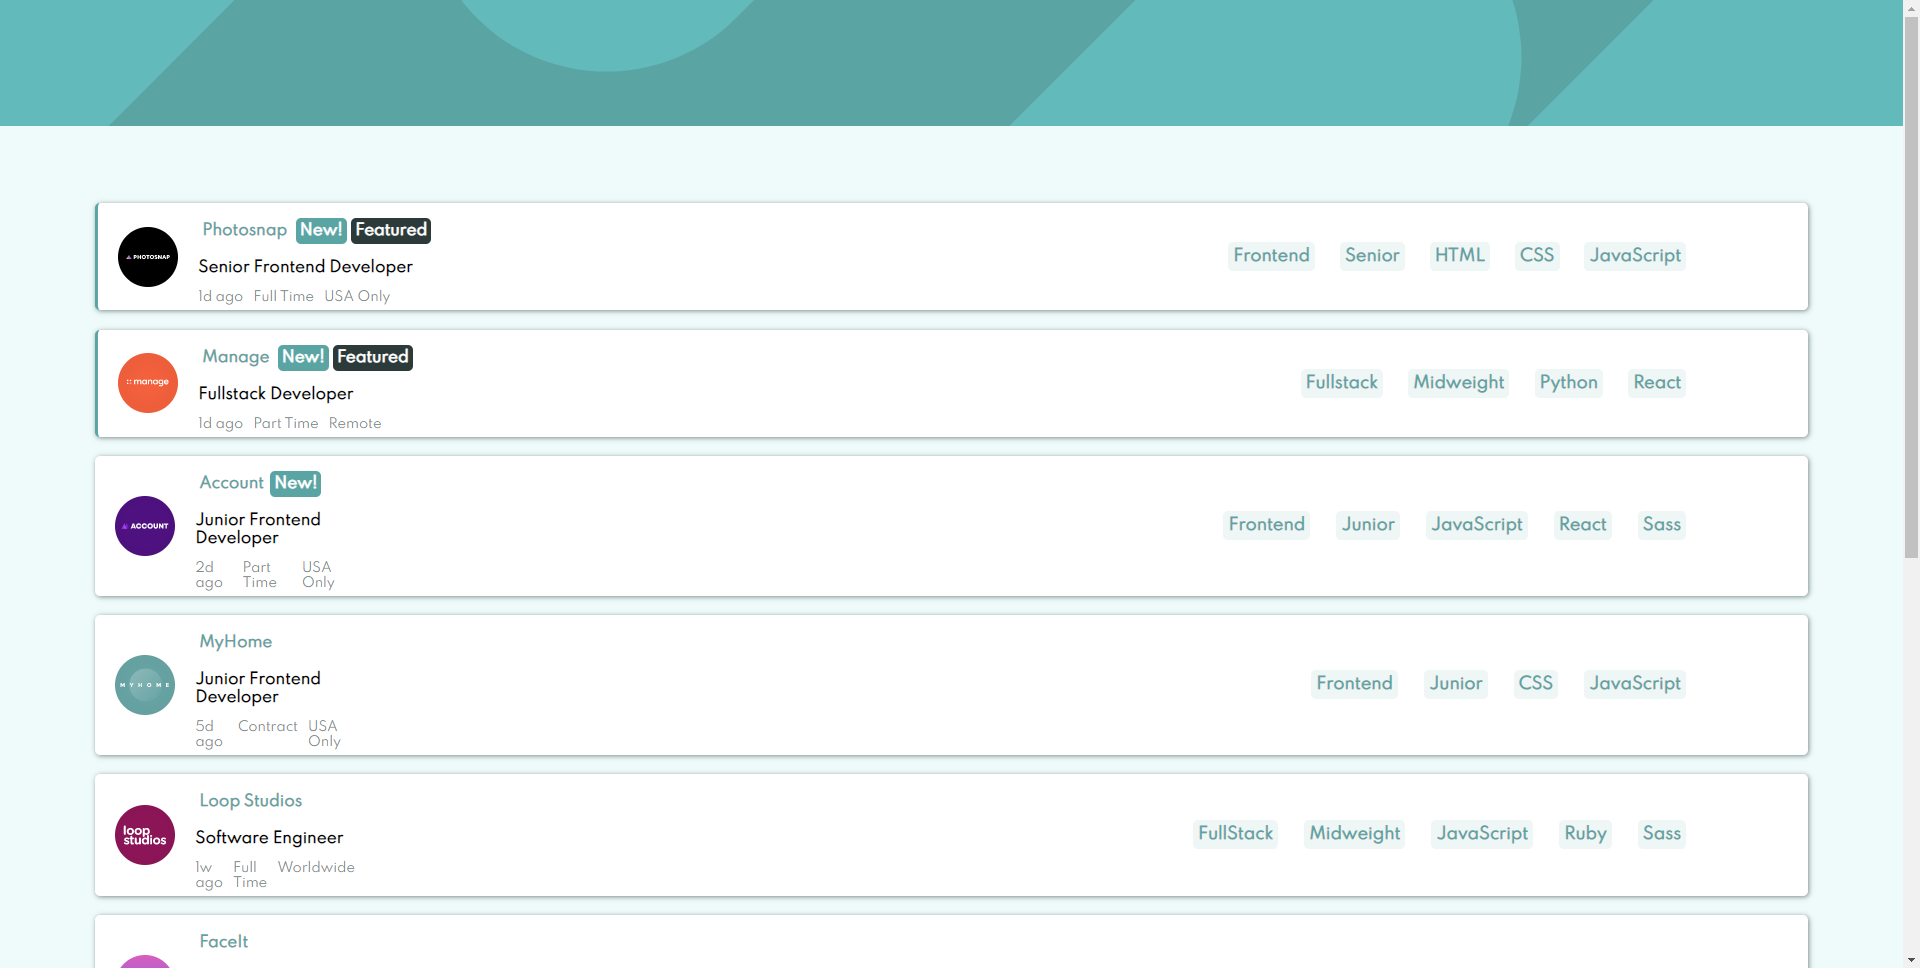 Photosnap New! Featured
PHOTOSNAP
Senior Frontend Developer
1d ago Full Time USA Only
Frontend Senior HTML CSS JavaScript
Manage New! Featured
manage
Fullstack Developer
1d ago Part Time Remote
Fullstack Midweight Python React
Account New!
ACCOUNT
Junior Frontend
Developer
2d Part USA
ago Time Only
Frontend Junior JavaScript React Sass
MyHome
MYHOME
Junior Frontend
Developer
5d Contract USA
ago Only
Frontend Junior CSS JavaScript
Loop Studios
loop
studios
Software Engineer
1w Full Worldwide
ago Time
FullStack Midweight JavaScript Ruby Sass
FaceIt